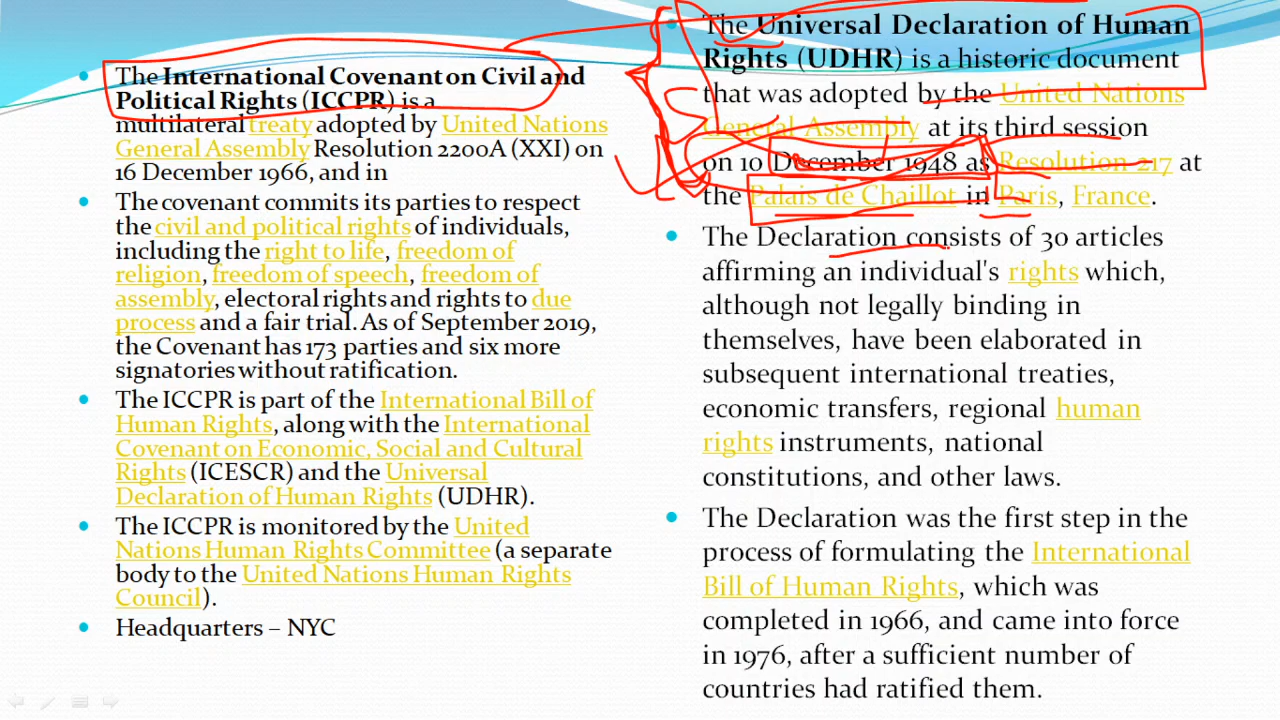 The International Covenant on Civil and
Political Rights (ICCPR) is a
multilateral treaty adopted by United Nations
General Assembly Resolution 2200A (XXI) on
16 December 1966, and in
The covenant commits its parties to respect
the civil and political rights of individuals,
including the right to life, freedom of
religion, freedom of speech, freedom of
assembly, electoral rights and rights to due
process and a fair trial. As of September 2019,
the Covenant has 173 parties and six more
signatories without ratification.
The ICCPR is part of the International Bill of
Human Rights, along with the International
Covenant on Economic, Social and Cultural
Rights (ICESCR) and the Universal
Declaration of Human Rights (UDHR).
The ICCPR is monitored by the United
Nations Human Rights Committee (a separate
body to the United Nations Human Rights
Council).
Headquarters – NYC
The Universal Declaration of Human
Rights (UDHR) is a historic document
that was adopted by the United Nations
General Assembly at its third session
on 10 December 1948 as Resolution 217 at
the Palais de Chaillot in Paris, France.
The Declaration consists of 30 articles
affirming an individual's rights which,
although not legally binding in
themselves, have been elaborated in
subsequent international treaties,
economic transfers, regional human
rights instruments, national
constitutions, and other laws.
The Declaration was the first step in the
process of formulating the International
Bill of Human Rights, which was
completed in 1966, and came into force
in 1976, after a sufficient number of
countries had ratified them.